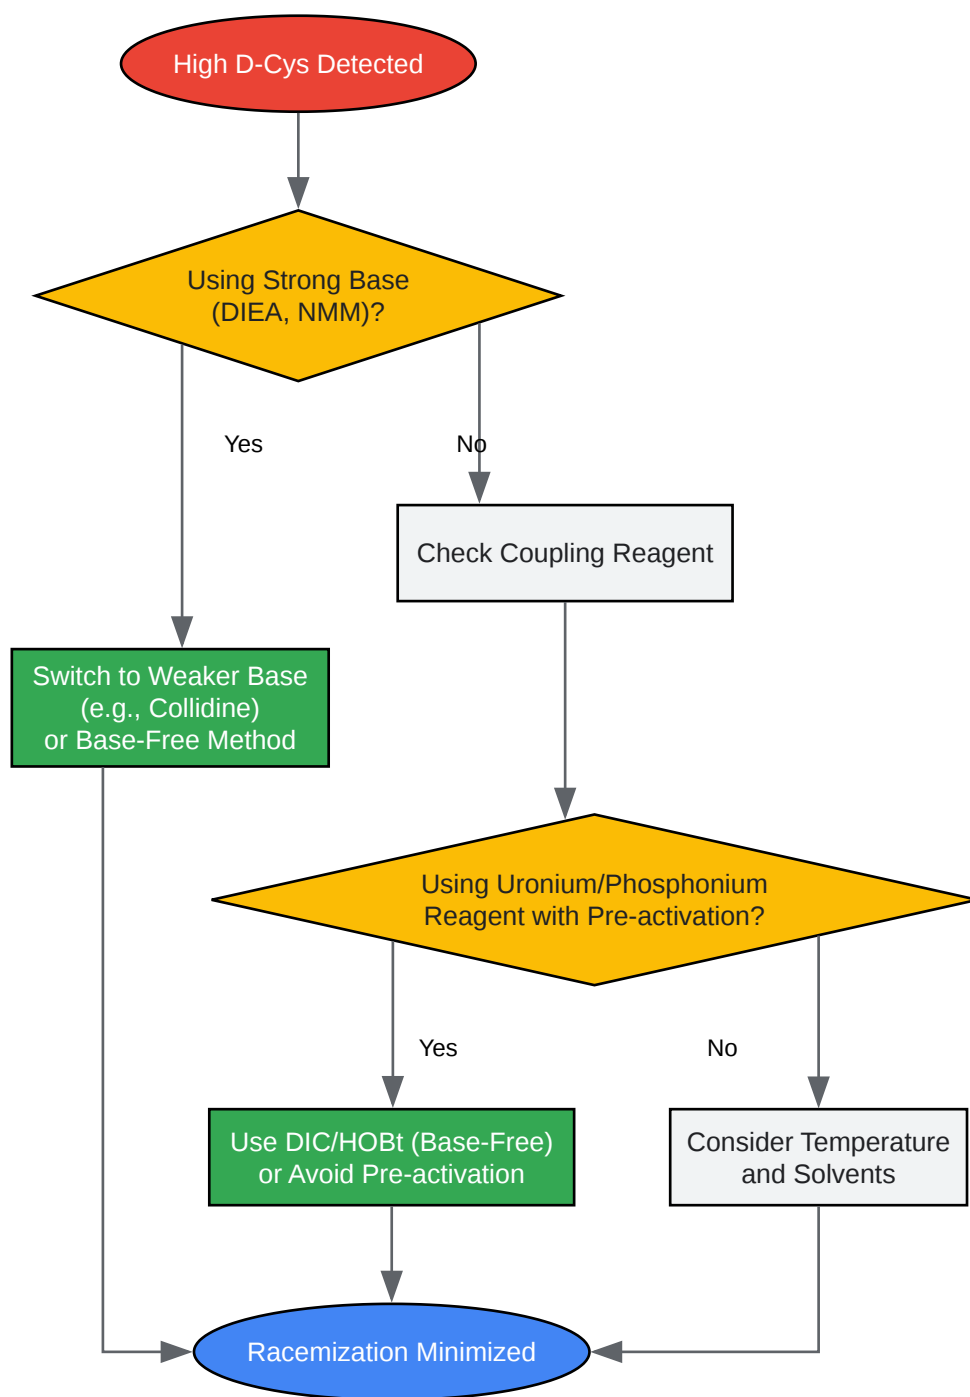 High D-Cys Detected
Using Strong Base
(DIEA, NMM)?
Yes
No
Check Coupling Reagent
Switch to Weaker Base
(e.g., Collidine)
or Base-Free Method
Using Uronium/Phosphonium
Reagent with Pre-activation?
Yes
No
Use DIC/HOBt (Base-Free)
or Avoid Pre-activation
Consider Temperature
and Solvents
Racemization Minimized